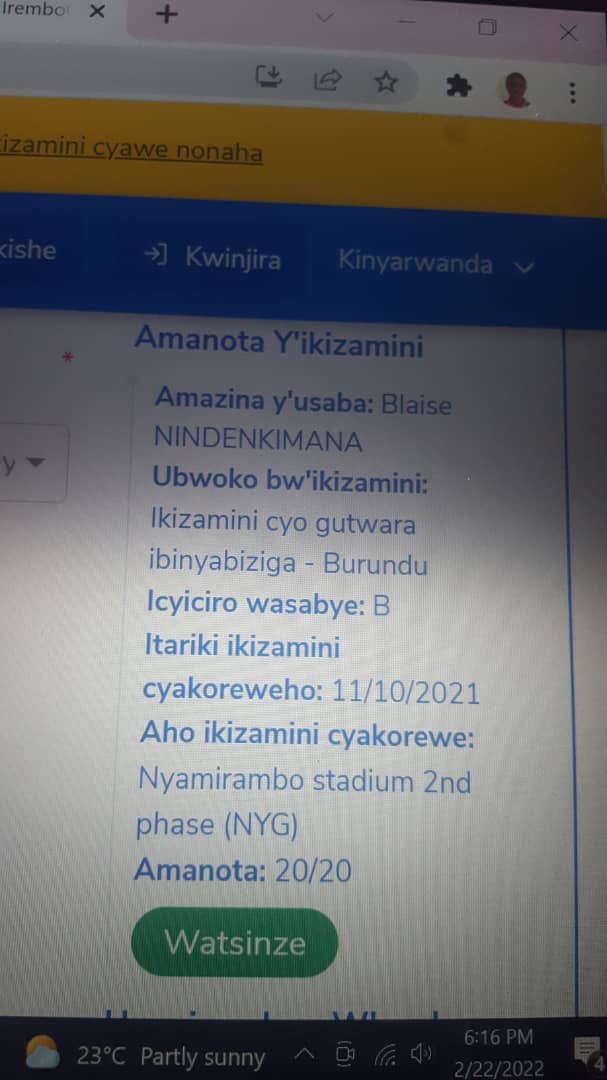 Irembo
izamini cyawe nonaha
kishe
Kwinjira
Kinyarwanda
Amanota Y'ikizamini
*
Amazina y'usaba: Blaise
NINDENKIMANA
y
Ubwoko bw'ikizamini:
Ikizamini cyo gutwara
ibinyabiziga - Burundu
Icyiciro wasabye: B
Itariki ikizamini
cyakoreweho: 11/10/2021
Aho ikizamini cyakorewe:
Nyamirambo stadium 2nd
phase (NYG)
Amanota: 20/20
Watsinze
23°C Partly sunny
6:16 PM
2/22/2022
4